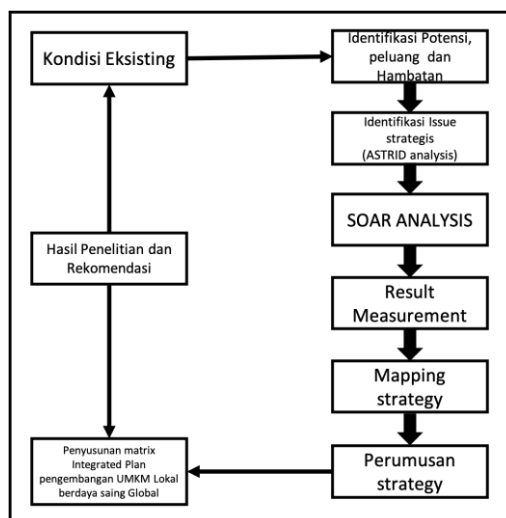 Kondisi Eksisting
Identifikasi Potensi,
peluang dan
Hambatan
Identifikasi Issue
strategis
(ASTRID analysis)
SOAR ANALYSIS
Hasil Penelitian dan
Rekomendasi
Result
Measurement
Mapping
strategy
Penyusunan matrix
Integrated Plan
pengembangan UMKM Lokal
berdaya saing Global
Perumusan
strategy